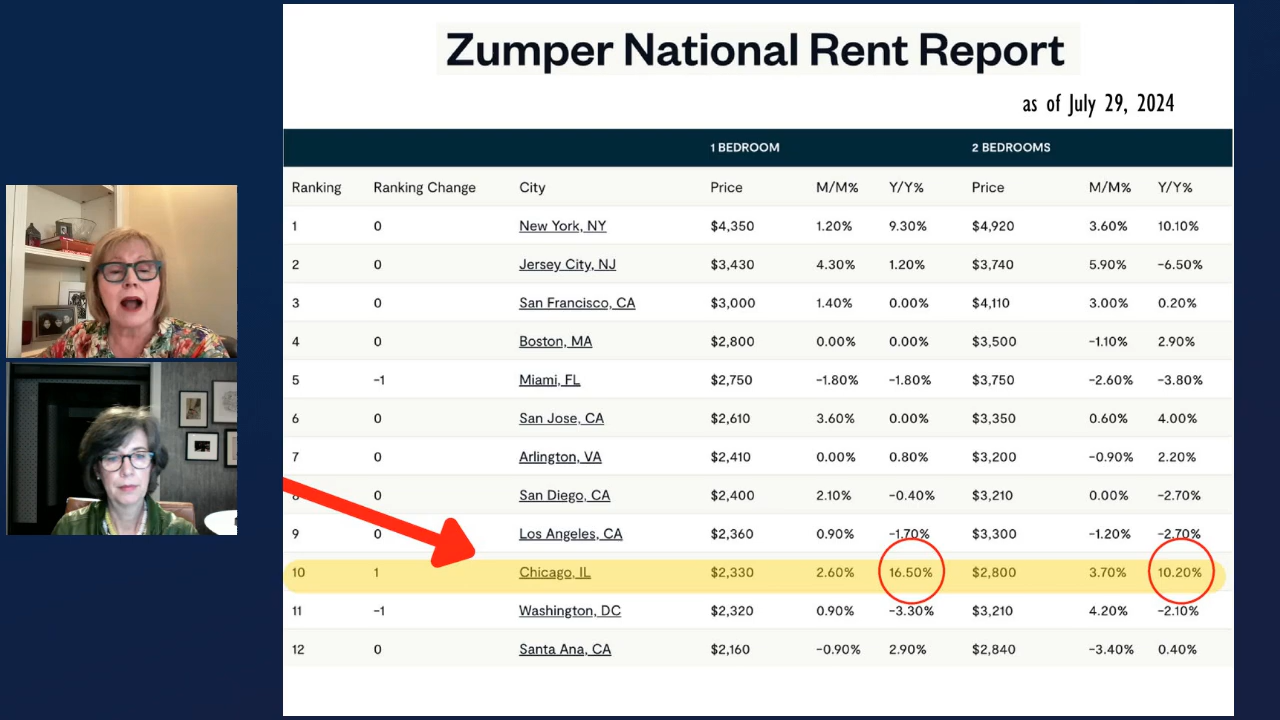 Zumper National Rent Report
as of July 29, 2024
1 BEDROOM 2 BEDROOMS
Ranking Ranking Change City Price M/M% Y/Y% Price M/M% Y/Y%
1 0 New York, NY $4,350 1.20% 9.30% $4,920 3.60% 10.10%
2 0 Jersey City, NJ $3,430 4.30% 1.20% $3,740 5.90% -6.50%
3 0 San Francisco, CA $3,000 1.40% 0.00% $4,110 3.00% 0.20%
4 0 Boston, MA $2,800 0.00% 0.00% $3,500 -1.10% 2.90%
5 -1 Miami, FL $2,750 -1.80% -1.80% $3,750 -2.60% -3.80%
6 0 San Jose, CA $2,610 3.60% 0.00% $3,350 0.60% 4.00%
7 0 Arlington, VA $2,410 0.00% 0.80% $3,200 -0.90% 2.20%
8 0 San Diego, CA $2,400 2.10% -0.40% $3,210 0.00% -2.70%
9 0 Los Angeles, CA $2,360 0.90% -1.70% $3,300 -1.20% -2.70%
10 1 Chicago, IL $2,330 2.60% 16.50% $2,800 3.70% 10.20%
11 -1 Washington, DC $2,320 0.90% -3.30% $3,210 4.20% -2.10%
12 0 Santa Ana, CA $2,160 -0.90% 2.90% $2,840 -3.40% 0.40%